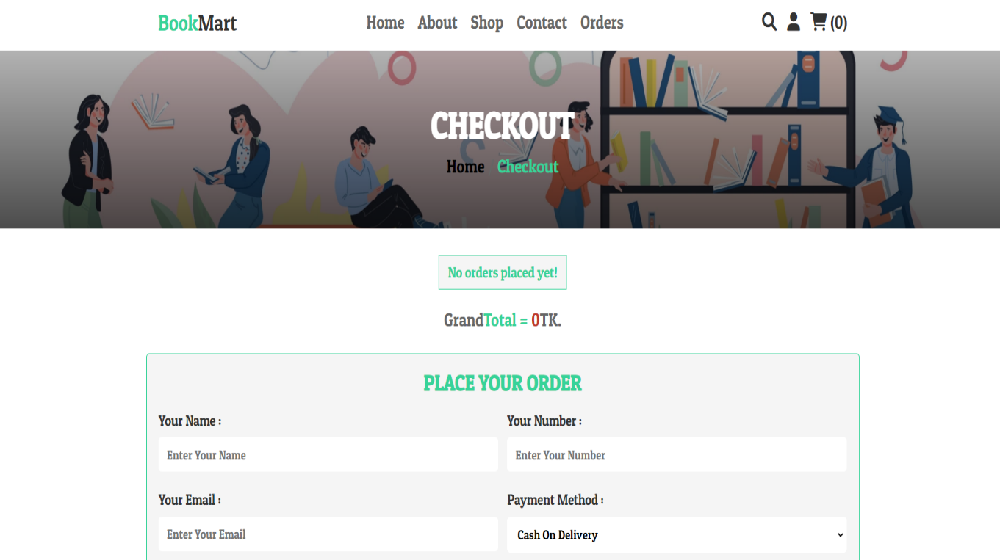 BookMart Home About Shop Contact Orders (0)
CHECKOUT
Home Checkout
No orders placed yet!
GrandTotal = 0TK.
PLACE YOUR ORDER
Your Name : Your Number :
Enter Your Name Enter Your Number
Your Email : Payment Method :
Enter Your Email Cash On Delivery